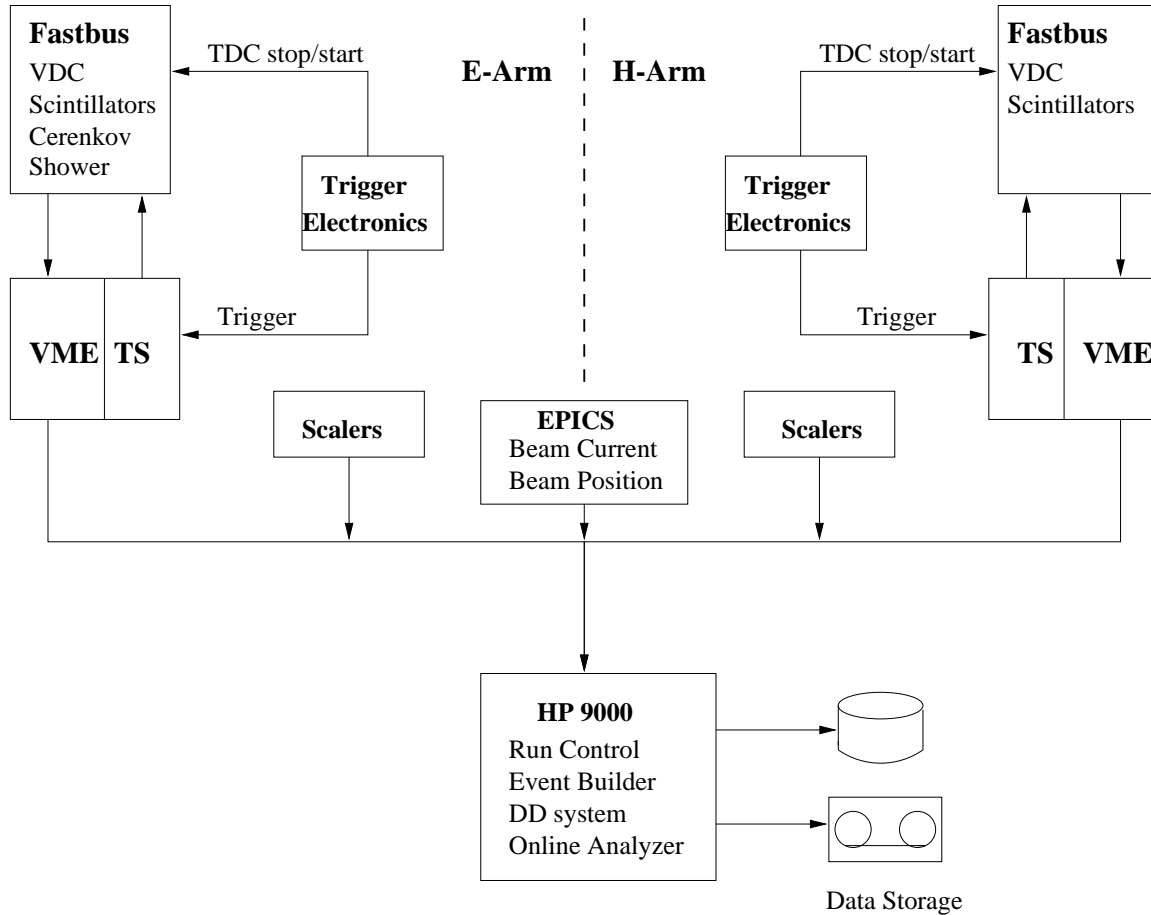 Fastbus
VDC
Scintillators
Cerenkov
Shower
TDC stop/start
E-Arm
H-Arm
TDC stop/start
Fastbus
VDC
Scintillators
Trigger
Electronics
Trigger
Electronics
VME
TS
Trigger
Trigger
TS
VME
Scalers
EPICS
Beam Current
Beam Position
Scalers
HP 9000
Run Control
Event Builder
DD system
Online Analyzer
Data Storage